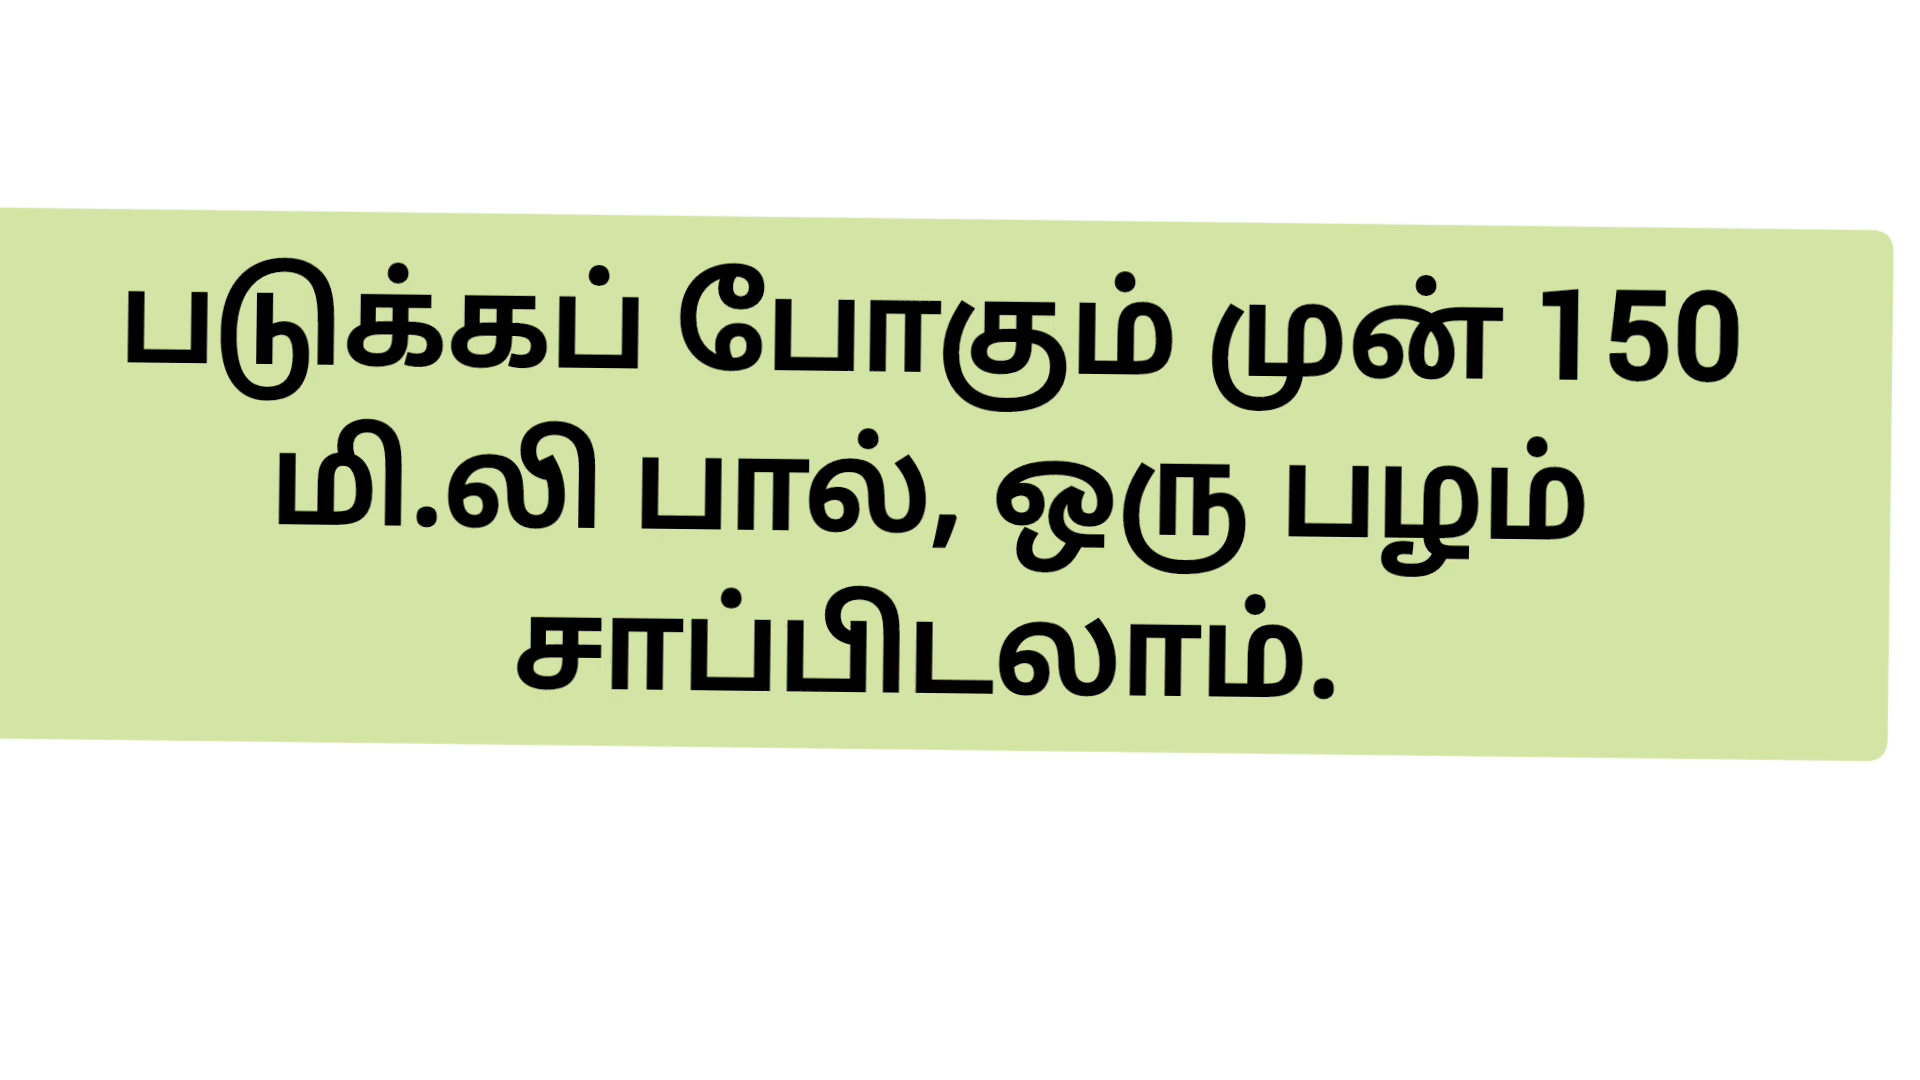 படுக்கப் போகும் முன் 150
மி.லி பால், ஒரு பழம்
சாப்பிடலாம்.